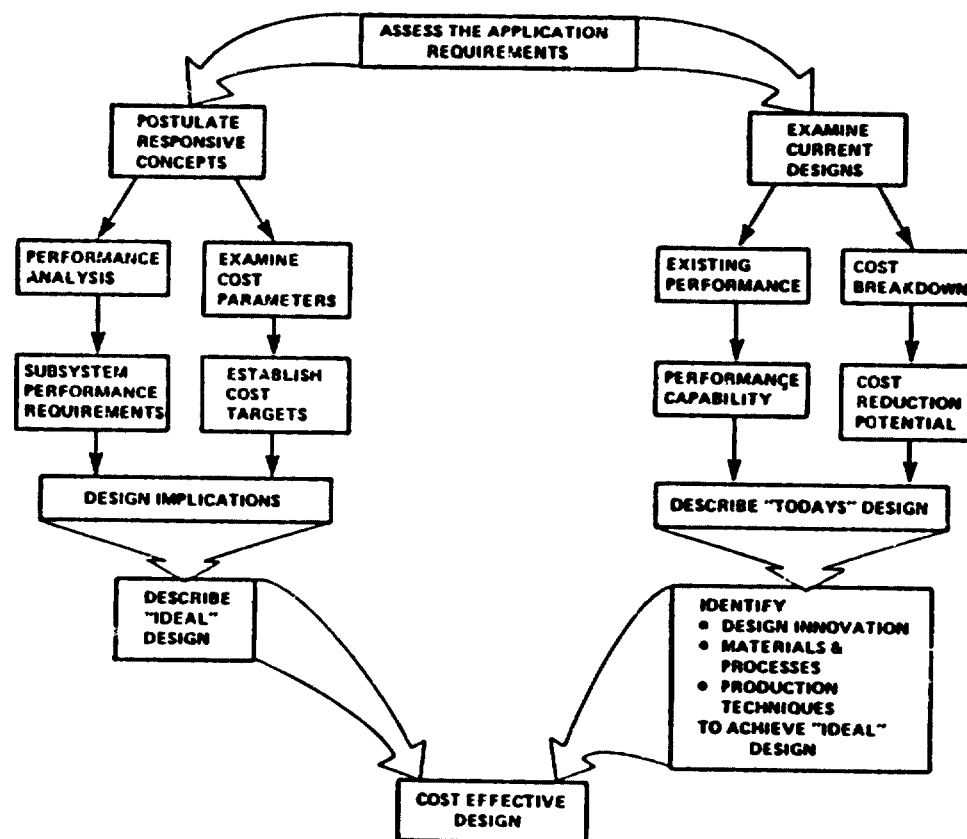 ASSESS THE APPLICATION
REQUIREMENTS
POSTULATE
RESPONSIVE
CONCEPTS
EXAMINE
CURRENT
DESIGNS
PERFORMANCE
ANALYSIS
EXAMINE
COST
PARAMETERS
EXISTING
PERFORMANCE
COST
BREAKDOWN
SUBSYSTEM
PERFORMANCE
REQUIREMENTS
ESTABLISH
COST
TARGETS
PERFORMANCE
CAPABILITY
COST
REDUCTION
POTENTIAL
DESIGN IMPLICATIONS
DESCRIBE "TODAYS" DESIGN
DESCRIBE
"IDEAL"
DESIGN
IDENTIFY
• DESIGN INNOVATION
• MATERIALS &
PROCESSES
• PRODUCTION
TECHNIQUES
TO ACHIEVE "IDEAL"
DESIGN
COST EFFECTIVE
DESIGN